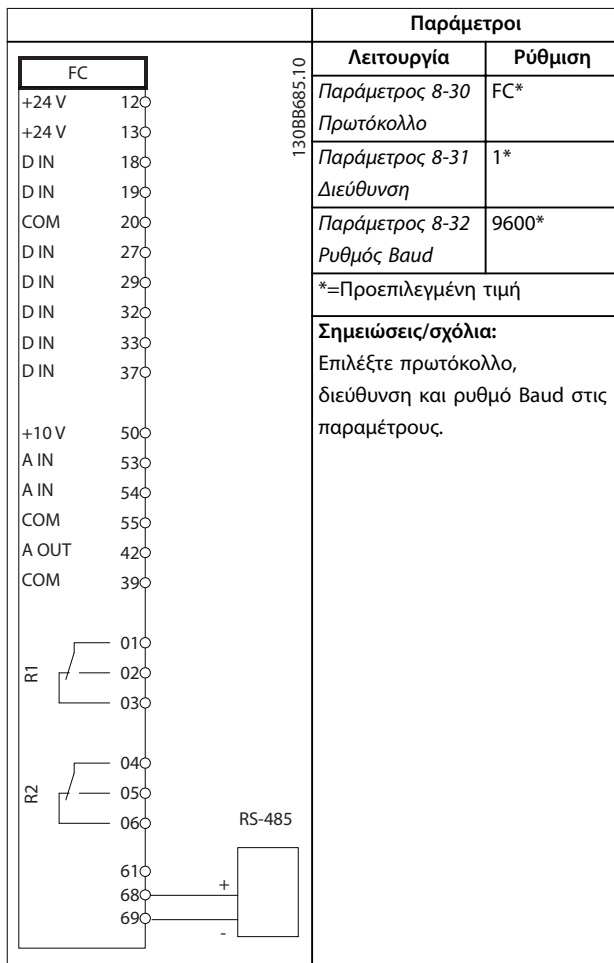 FC
130BB685.10
+24 V 12
+24 V 13
D IN 18
D IN 19
COM 20
D IN 27
D IN 29
D IN 32
D IN 33
D IN 37
+10 V 50
A IN 53
A IN 54
COM 55
A OUT 42
COM 39
R1
01
02
03
R2
04
05
06
RS-485
61
68 +
69 -
Παράμετροι
Λειτουργία Ρύθμιση
Παράμετρος 8-30 FC*
Πρωτόκολλο
Παράμετρος 8-31 1*
Διεύθυνση
Παράμετρος 8-32 9600*
Ρυθμός Baud
*=Προεπιλεγμένη τιμή
Σημειώσεις/σχόλια:
Επιλέξτε πρωτόκολλο,
διεύθυνση και ρυθμό Baud στις
παραμέτρους.